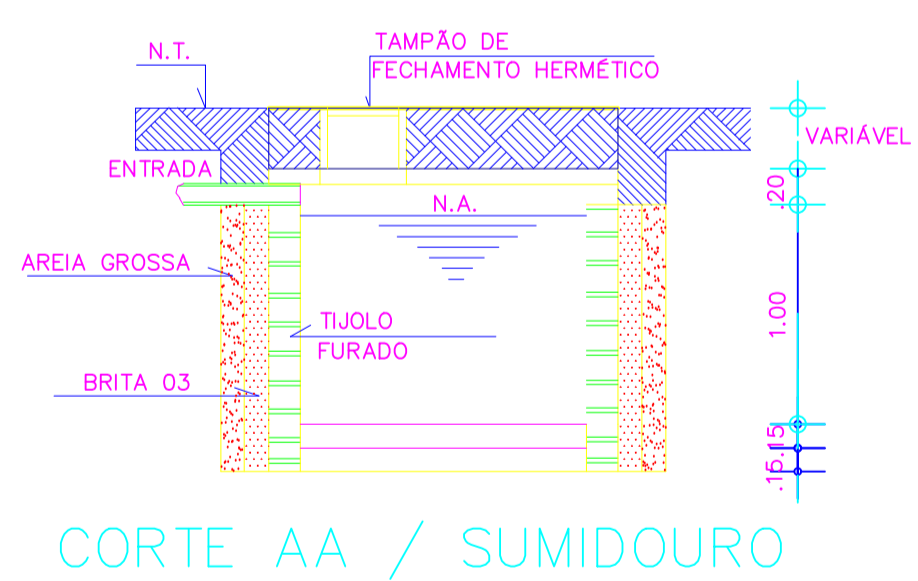 N.T.
TAMPÃO DE
FECHAMENTO HERMÉTICO
VARIÁVEL
ENTRADA
.20
N.A.
AREIA GROSSA
1.00
TIJOLO
FURADO
BRITA 03
.15
.15
CORTE AA / SUMIDOURO